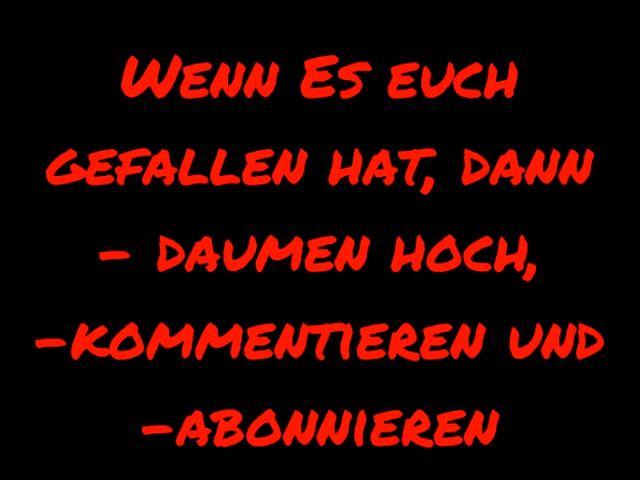 Wenn Es euch
gefallen hat, dann
- daumen hoch,
-kommentieren und
-abonnieren